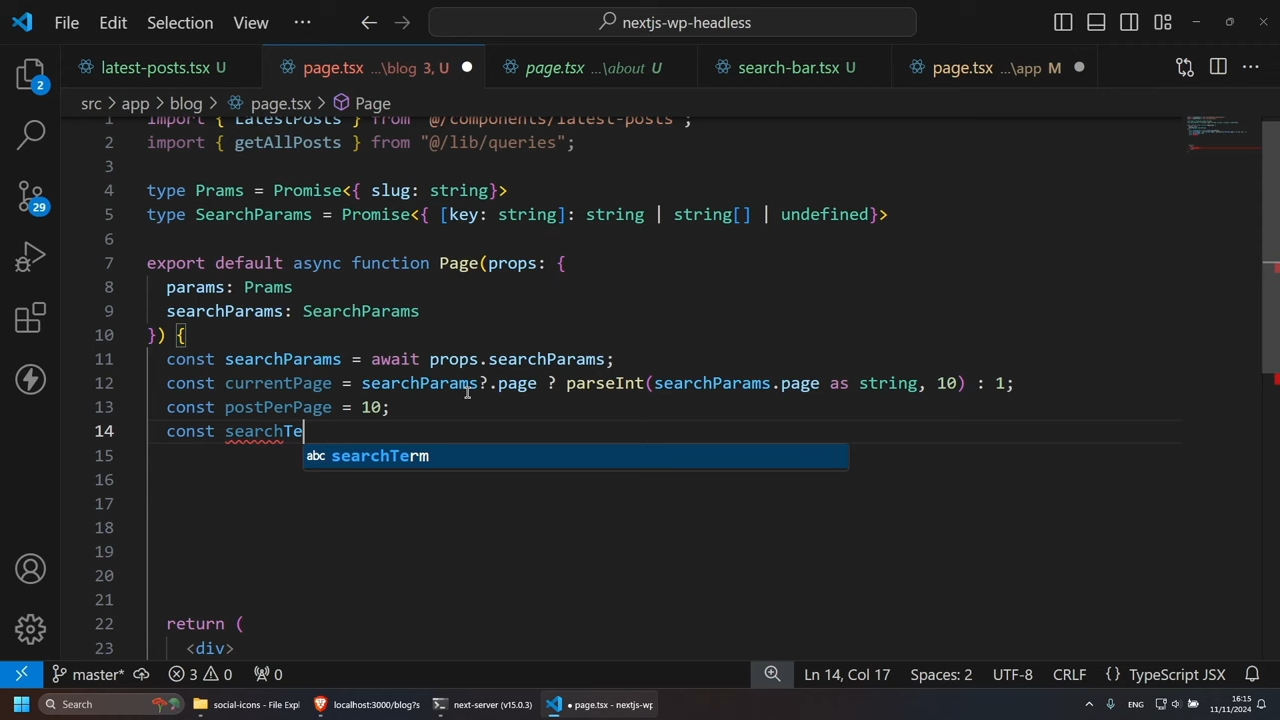 File Edit Selection View ··· nextjs-wp-headless
latest-posts.tsx U page.tsx ...\blog 3, U page.tsx ...\about U search-bar.tsx U page.tsx ...\app M
src > app > blog > page.tsx > Page
1 import { LatestPosts } from "@/components/latest-posts";
2 import { getAllPosts } from "@/lib/queries";
3
4 type Prams = Promise<{ slug: string}>
5 type SearchParams = Promise<{ [key: string]: string | string[] | undefined}>
6
7 export default async function Page(props: {
8 params: Prams
9 searchParams: SearchParams
10 }) {
11 const searchParams = await props.searchParams;
12 const currentPage = searchParams?.page ? parseInt(searchParams.page as string, 10) : 1;
13 const postPerPage = 10;
14 const searchTe
abc searchTerm
15
16
17
18
19
20
21
22 return (
23 <div>
2
29
master* 3 0 0 Ln 14, Col 17 Spaces: 2 UTF-8 CRLF {} TypeScript JSX
Search social-icons - File Expl localhost:3000/blog?s next-server (v15.0.3) page.tsx - nextjs-wp ENG 16:15
11/11/2024